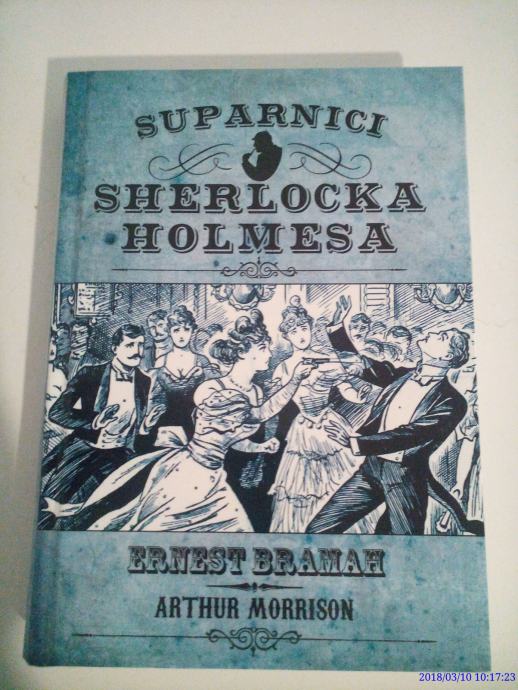 SUPARNICI
SHERLOCKA
HOLMESA
ERNEST BRAMAH
ARTHUR MORRISON
2018/03/10 10:17:23